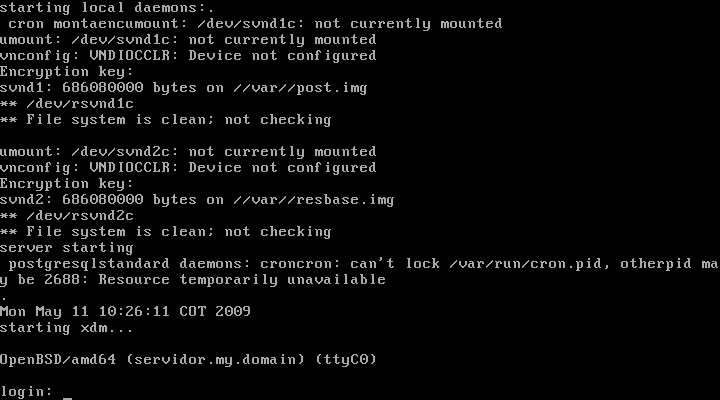 starting local daemons:.
 cron montaencumount: /dev/svnd1c: not currently mounted
umount: /dev/svnd1c: not currently mounted
vnconfig: VNDIOCCLR: Device not configured
Encryption key:
svnd1: 686080000 bytes on //var//post.img
** /dev/rsvnd1c
** File system is clean; not checking

umount: /dev/svnd2c: not currently mounted
vnconfig: VNDIOCCLR: Device not configured
Encryption key:
svnd2: 686080000 bytes on //var//resbase.img
** /dev/rsvnd2c
** File system is clean; not checking
server starting
 postgresqlstandard daemons: croncron: can't lock /var/run/cron.pid, otherpid ma
y be 2688: Resource temporarily unavailable
.
Mon May 11 10:26:11 COT 2009
starting xdm...

OpenBSD/amd64 (servidor.my.domain) (ttyC0)

login: _